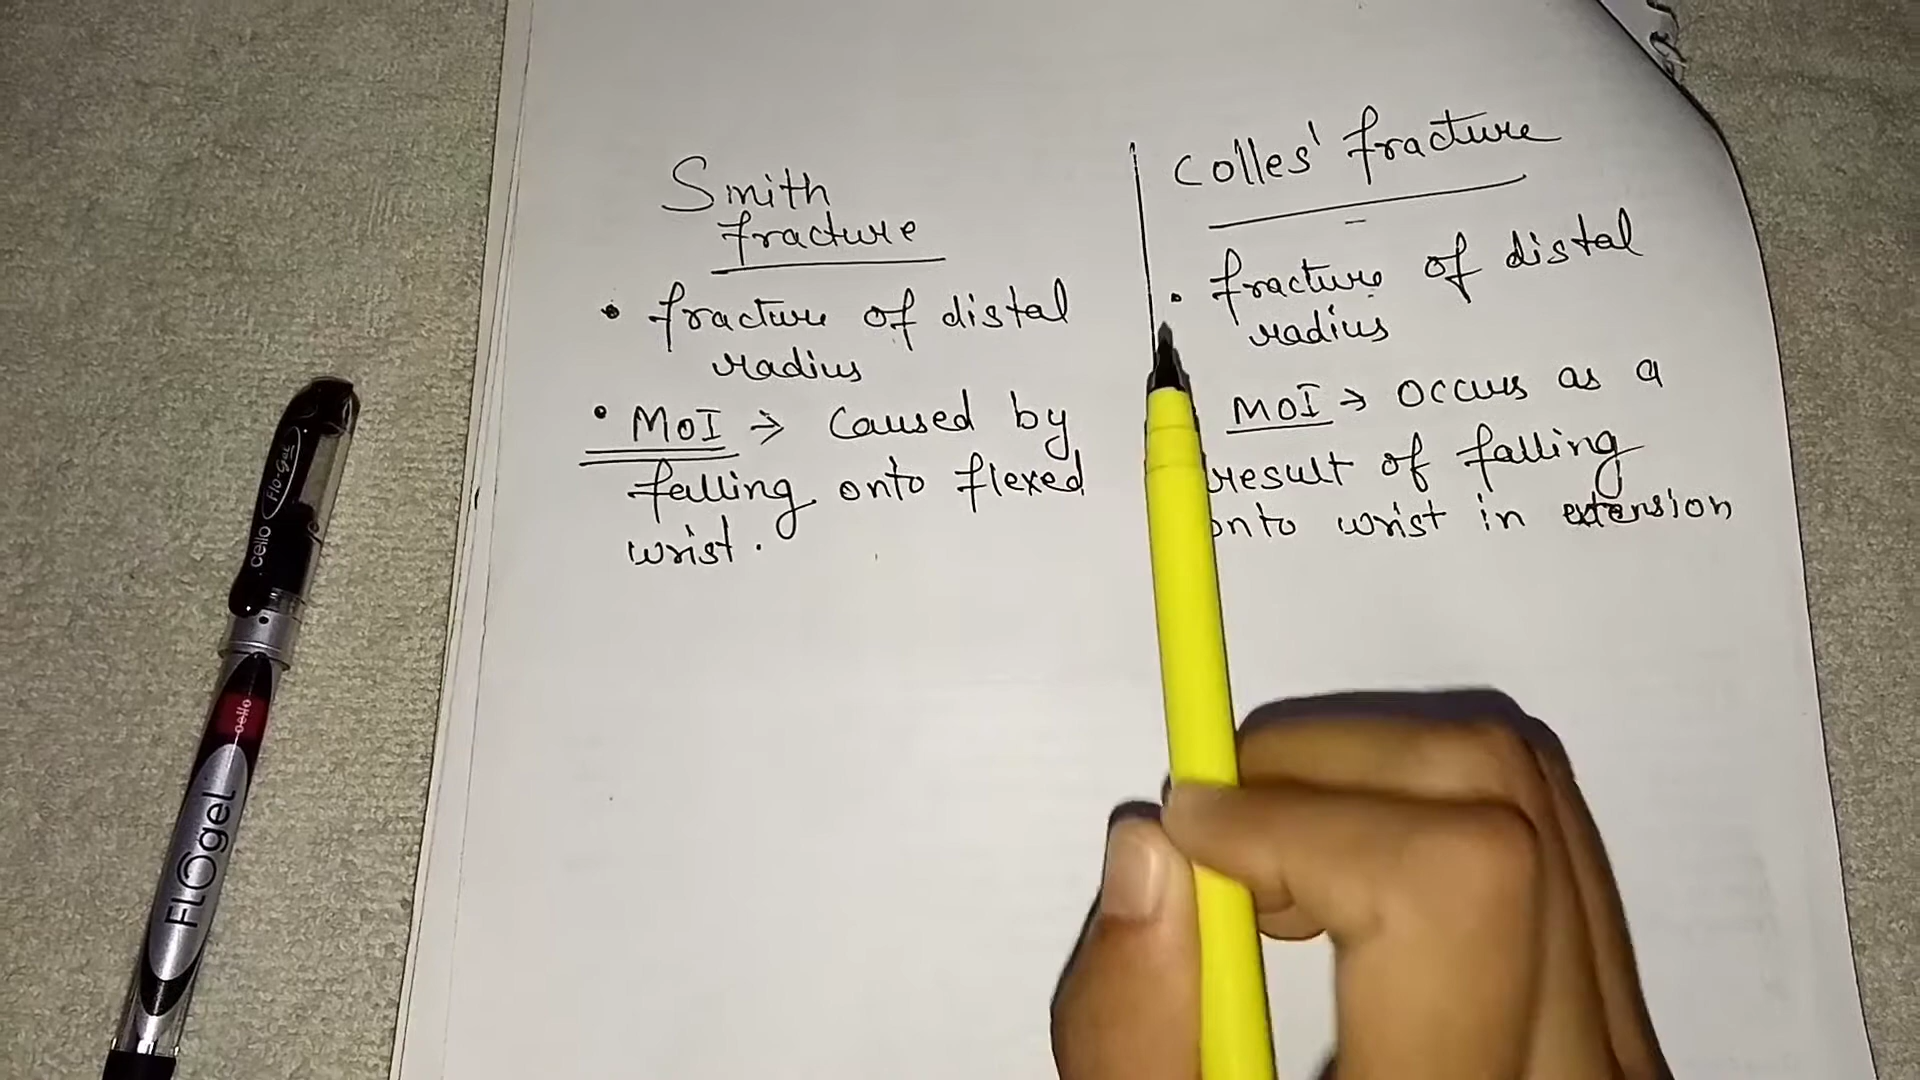 Smith
fracture
• fracture of distal
radius
• MOI → Caused by
falling onto flexed
wrist.
Colles' fracture
• fracture of distal
radius
MOI → Occurs as a
result of falling
onto wrist in extension
cello FLO-GEL
cello
FLOgel